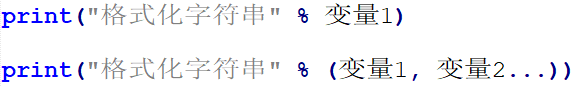 print("格式化字符串" % 变量1)
print("格式化字符串" % (变量1, 变量2...))